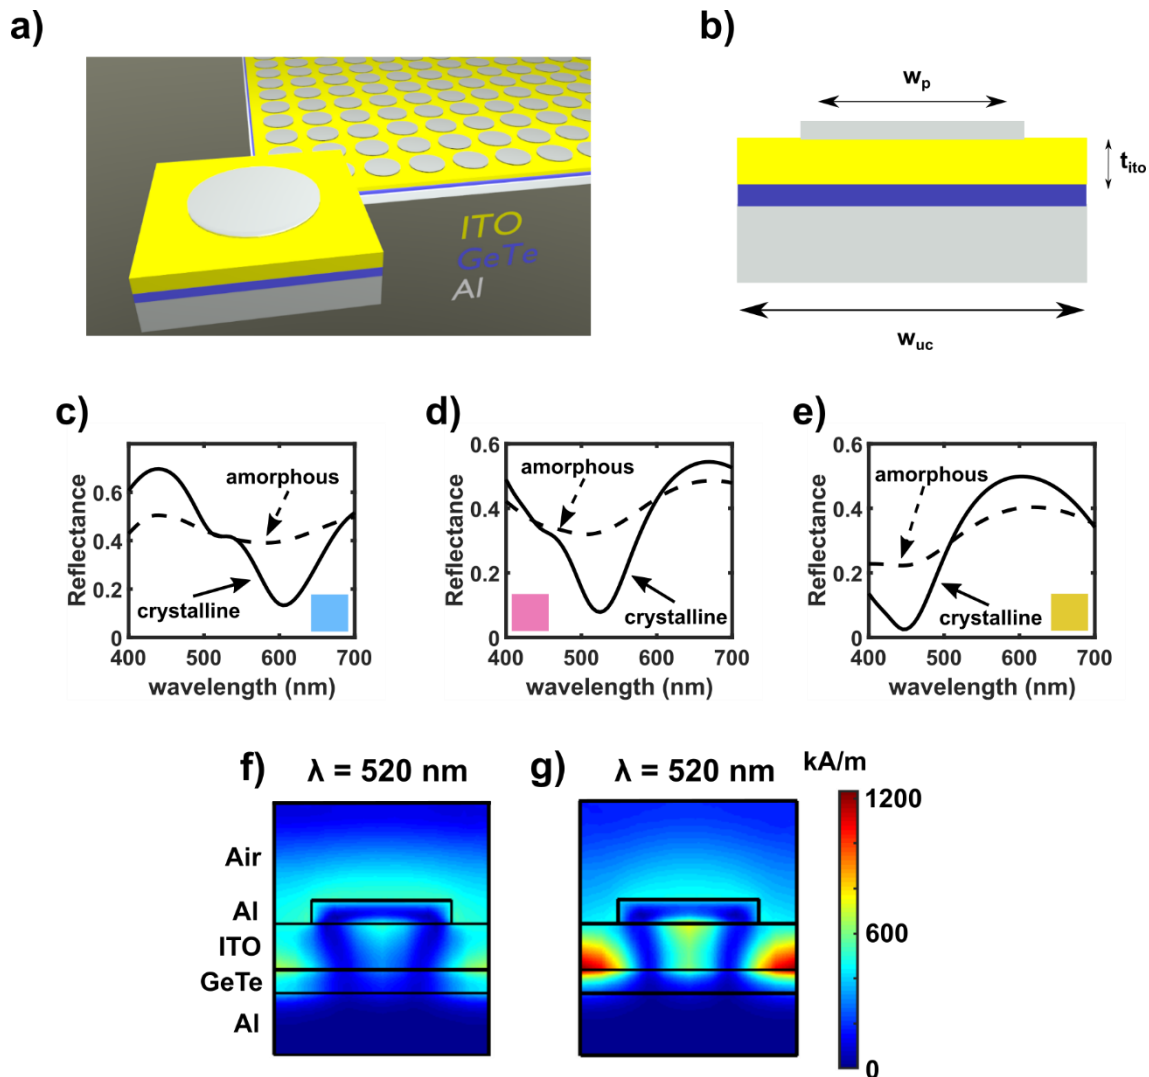 a)
ITO
GeTe
Al
b)
wp
tito
wuc
c)
0.6
0.4
0.2
0
Reflectance
amorphous
crystalline
400 500 600 700
wavelength (nm)
d)
0.6
0.4
0.2
0
Reflectance
amorphous
crystalline
400 500 600 700
wavelength (nm)
e)
0.6
0.4
0.2
0
Reflectance
amorphous
crystalline
400 500 600 700
wavelength (nm)
f) λ = 520 nm
Air
Al
ITO
GeTe
Al
g) λ = 520 nm
kA/m
1200
600
0